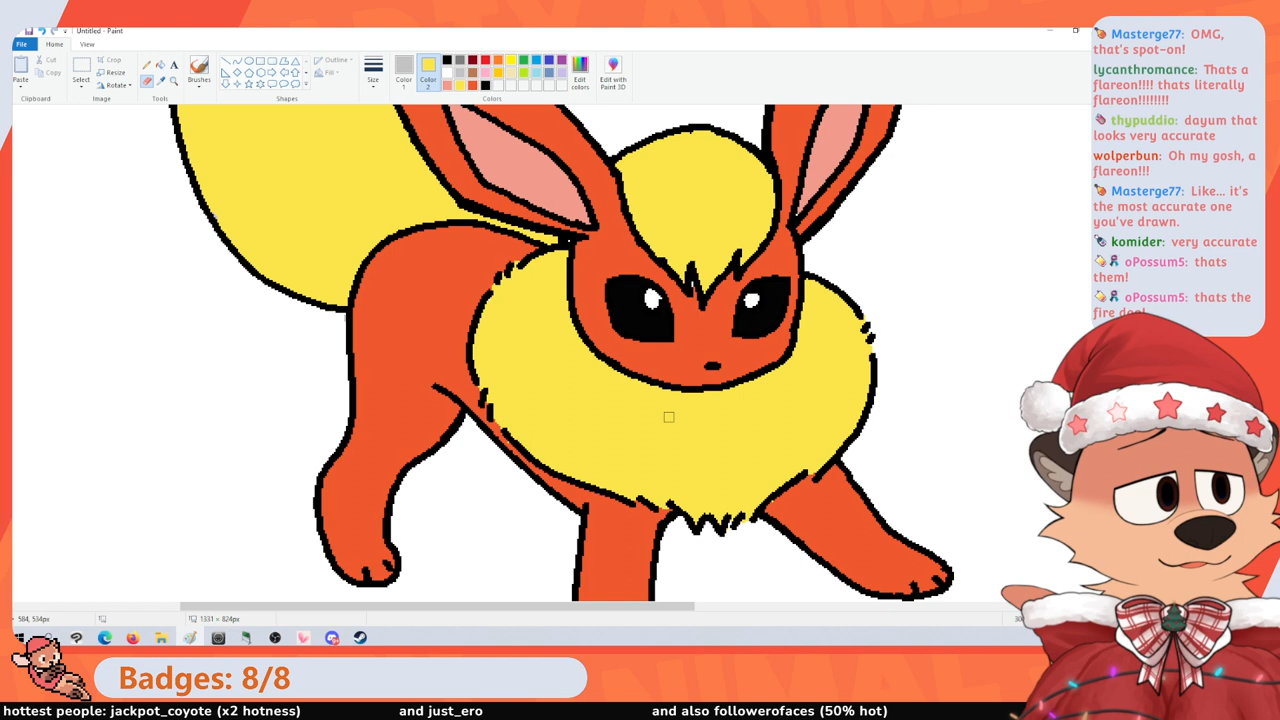 Untitled - Paint
File Home View
Paste
Cut
Copy
Clipboard
Select
Crop
Resize
Rotate
Image
A
Tools
Brushes
Outline
Fill
Shapes
Size
Color 1
Color 2
Colors
Edit colors
Edit with Paint 3D
Masterge77: OMG,
that's spot-on!
lycanthromance: Thats a
flareon!!!! thats literally
flareon!!!!!!!!
thypuddio: dayum that
looks very accurate
wolperbun: Oh my gosh, a
flareon!!!
Masterge77: Like... it's
the most accurate one
you've drawn.
komider: very accurate
oPossum5: thats
them!
oPossum5: thats the
fire dog!
584, 534px
1331 × 824px
Badges: 8/8
hottest people: jackpot_coyote (x2 hotness) and just_ero and also followerofaces (50% hot)